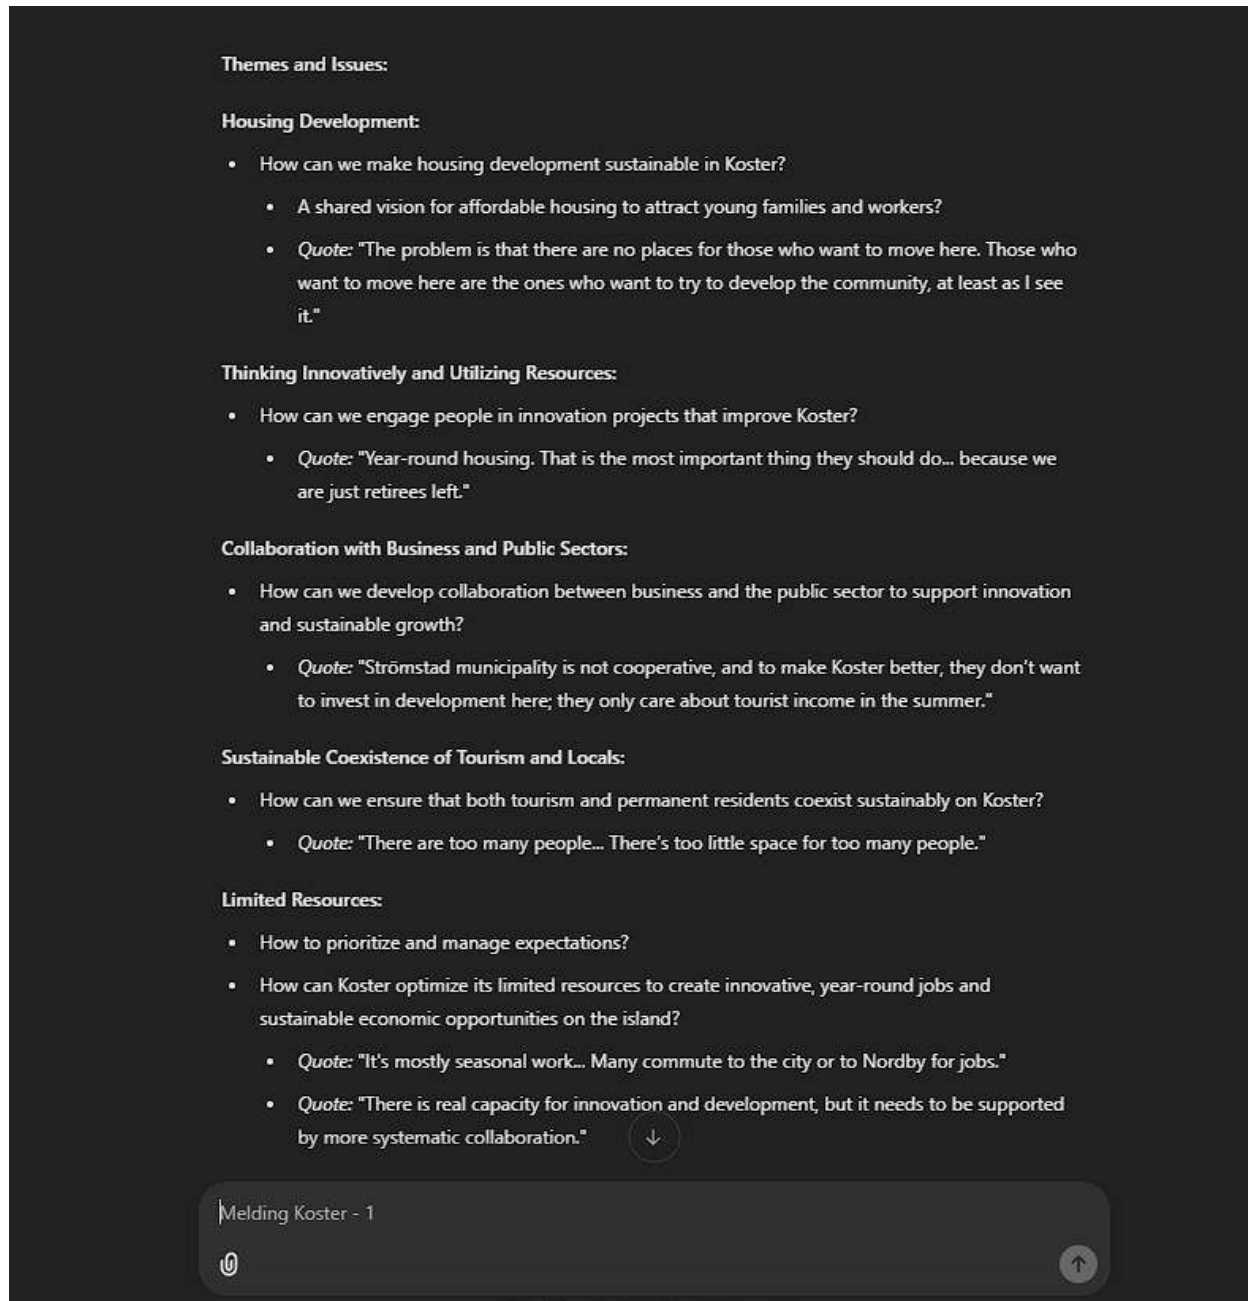 Themes and Issues:
Housing Development:
• How can we make housing development sustainable in Koster?
• A shared vision for affordable housing to attract young families and workers?
• Quote: "The problem is that there are no places for those who want to move here. Those who
want to move here are the ones who want to try to develop the community, at least as I see
it."
Thinking Innovatively and Utilizing Resources:
• How can we engage people in innovation projects that improve Koster?
• Quote: "Year-round housing. That is the most important thing they should do... because we
are just retirees left."
Collaboration with Business and Public Sectors:
• How can we develop collaboration between business and the public sector to support innovation
and sustainable growth?
• Quote: "Strömstad municipality is not cooperative, and to make Koster better, they don't want
to invest in development here; they only care about tourist income in the summer."
Sustainable Coexistence of Tourism and Locals:
• How can we ensure that both tourism and permanent residents coexist sustainably on Koster?
• Quote: "There are too many people... There's too little space for too many people."
Limited Resources:
• How to prioritize and manage expectations?
• How can Koster optimize its limited resources to create innovative, year-round jobs and
sustainable economic opportunities on the island?
• Quote: "It's mostly seasonal work... Many commute to the city or to Nordby for jobs."
• Quote: "There is real capacity for innovation and development, but it needs to be supported
by more systematic collaboration."
Melding Koster - 1